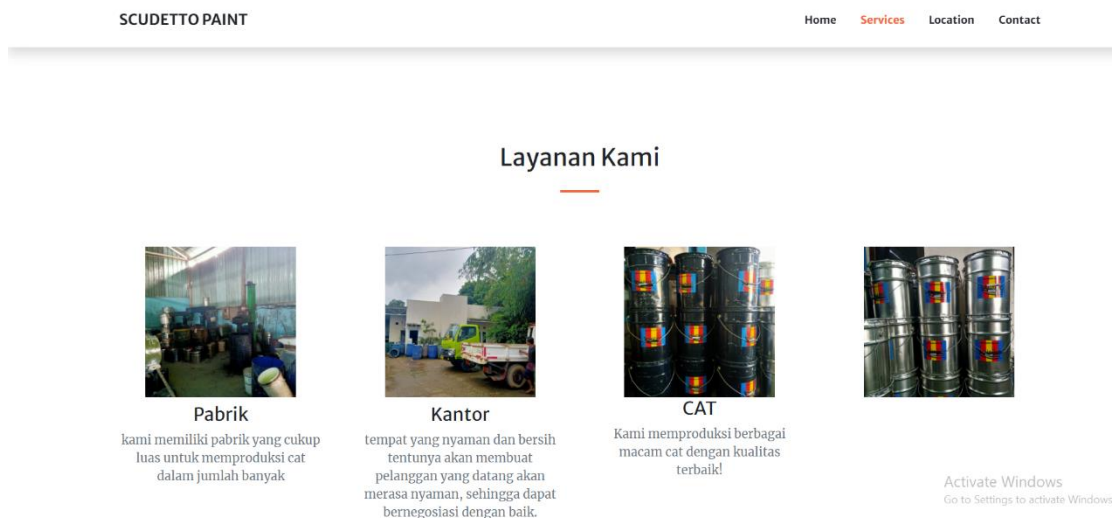 SCUDETTO PAINT
Home Services Location Contact
Layanan Kami
Pabrik
kami memiliki pabrik yang cukup
luas untuk memproduksi cat
dalam jumlah banyak
Kantor
tempat yang nyaman dan bersih
tentunya akan membuat
pelanggan yang datang akan
merasa nyaman, sehingga dapat
bernegosiasi dengan baik.
CAT
Kami memproduksi berbagai
macam cat dengan kualitas
terbaik!
Activate Windows
Go to Settings to activate Windows